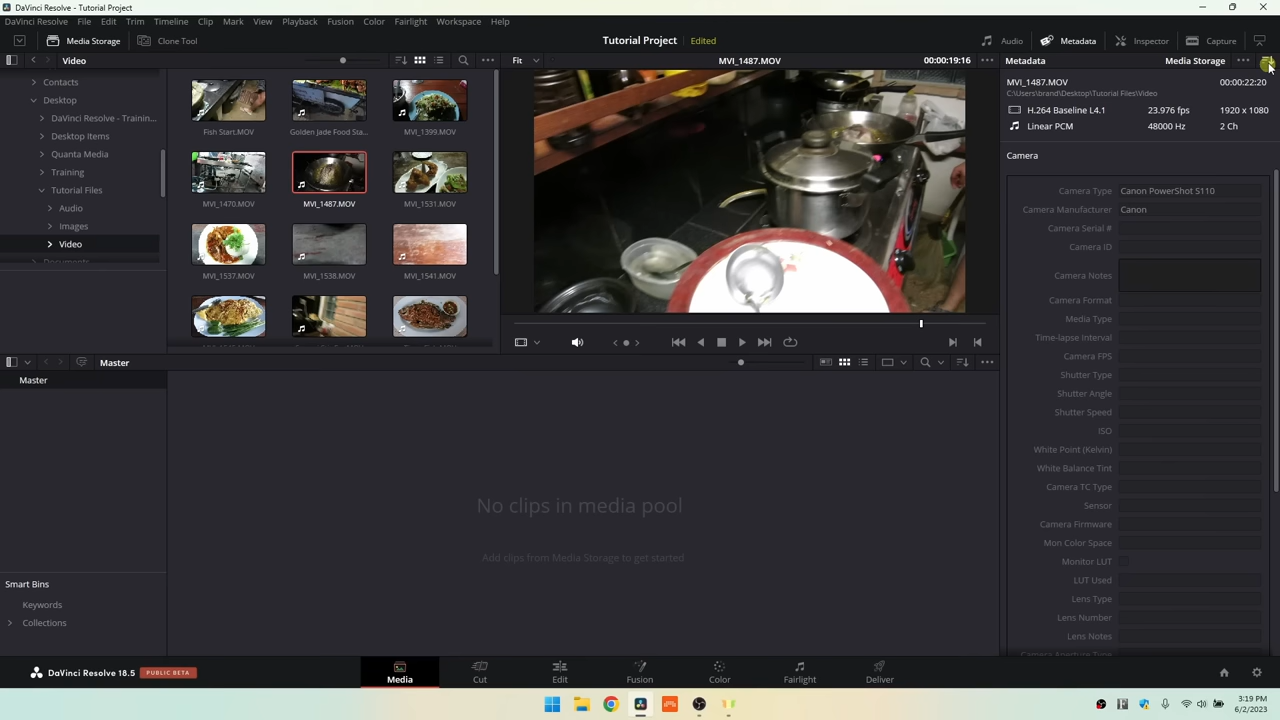 DaVinci Resolve - Tutorial Project
DaVinci Resolve File Edit Trim Timeline Clip Mark View Playback Fusion Color Fairlight Workspace Help
Media Storage Clone Tool Tutorial Project Edited Audio Metadata Inspector Capture
Video Fit MVI_1487.MOV 00:00:19:16 Metadata Media Storage
Contacts
Desktop
DaVinci Resolve - Trainin...
Desktop Items
Quanta Media
Training
Tutorial Files
Audio
Images
Video
Documents
Fish Start.MOV Golden Jade Food Sta... MVI_1399.MOV
MVI_1470.MOV MVI_1487.MOV MVI_1531.MOV
MVI_1537.MOV MVI_1538.MOV MVI_1541.MOV
MVI_1487.MOV 00:00:22:20
C:\Users\brand\Desktop\Tutorial Files\Video
H.264 Baseline L4.1 23.976 fps 1920 x 1080
Linear PCM 48000 Hz 2 Ch
Camera
Camera Type Canon PowerShot S110
Camera Manufacturer Canon
Camera Serial #
Camera ID
Camera Notes
Camera Format
Media Type
Time-lapse Interval
Camera FPS
Shutter Type
Shutter Angle
Shutter Speed
ISO
White Point (Kelvin)
White Balance Tint
Camera TC Type
Sensor
Camera Firmware
Mon Color Space
Monitor LUT
LUT Used
Lens Type
Lens Number
Lens Notes
Camera Aperture Type
Master
Master
No clips in media pool
Add clips from Media Storage to get started
Smart Bins
Keywords
Collections
DaVinci Resolve 18.5 PUBLIC BETA
Media Cut Edit Fusion Color Fairlight Deliver
3:19 PM
6/2/2023